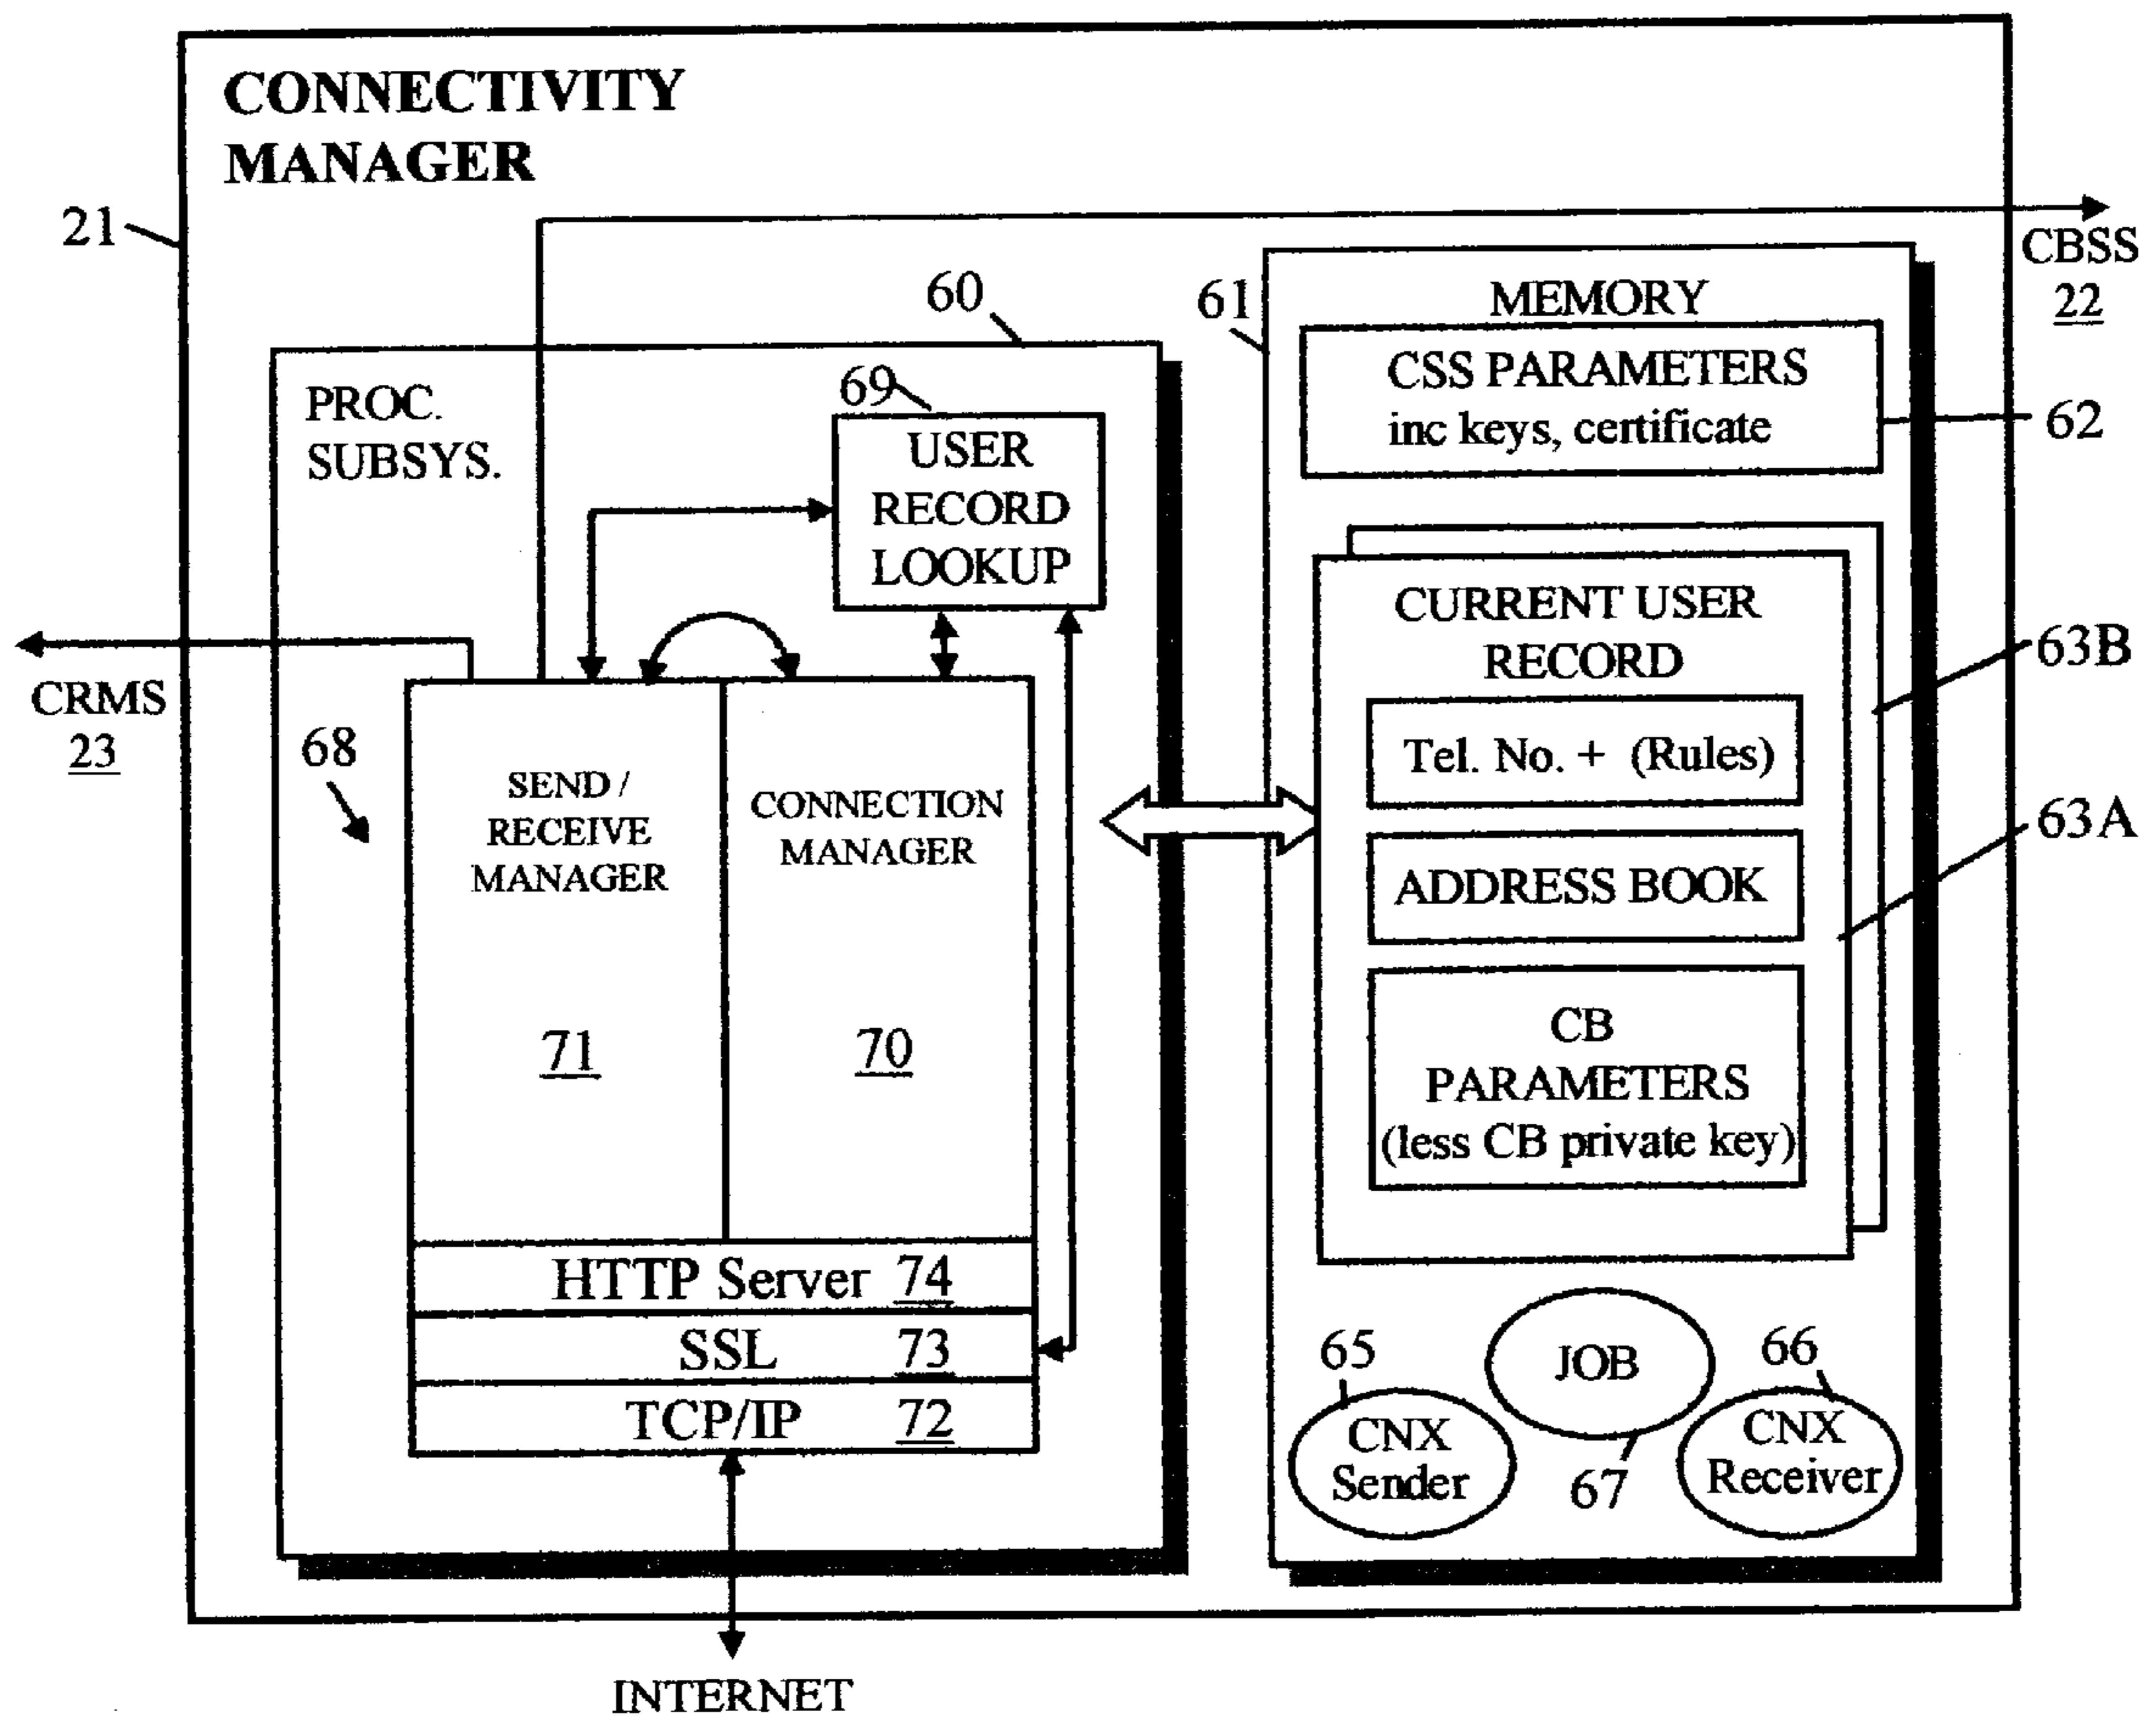 CONNECTIVITY
MANAGER
21
CBSS
22
60
61
MEMORY
CSS PARAMETERS
inc keys, certificate
62
PROC.
SUBSYS.
69
USER
RECORD
LOOKUP
CURRENT USER
RECORD
63B
Tel. No. + (Rules)
63A
ADDRESS BOOK
CB
PARAMETERS
(less CB private key)
CRMS
23
68
SEND /
RECEIVE
MANAGER
71
CONNECTION
MANAGER
70
HTTP Server 74
SSL 73
TCP/IP 72
65
JOB
66
CNX
Sender
67
CNX
Receiver
INTERNET